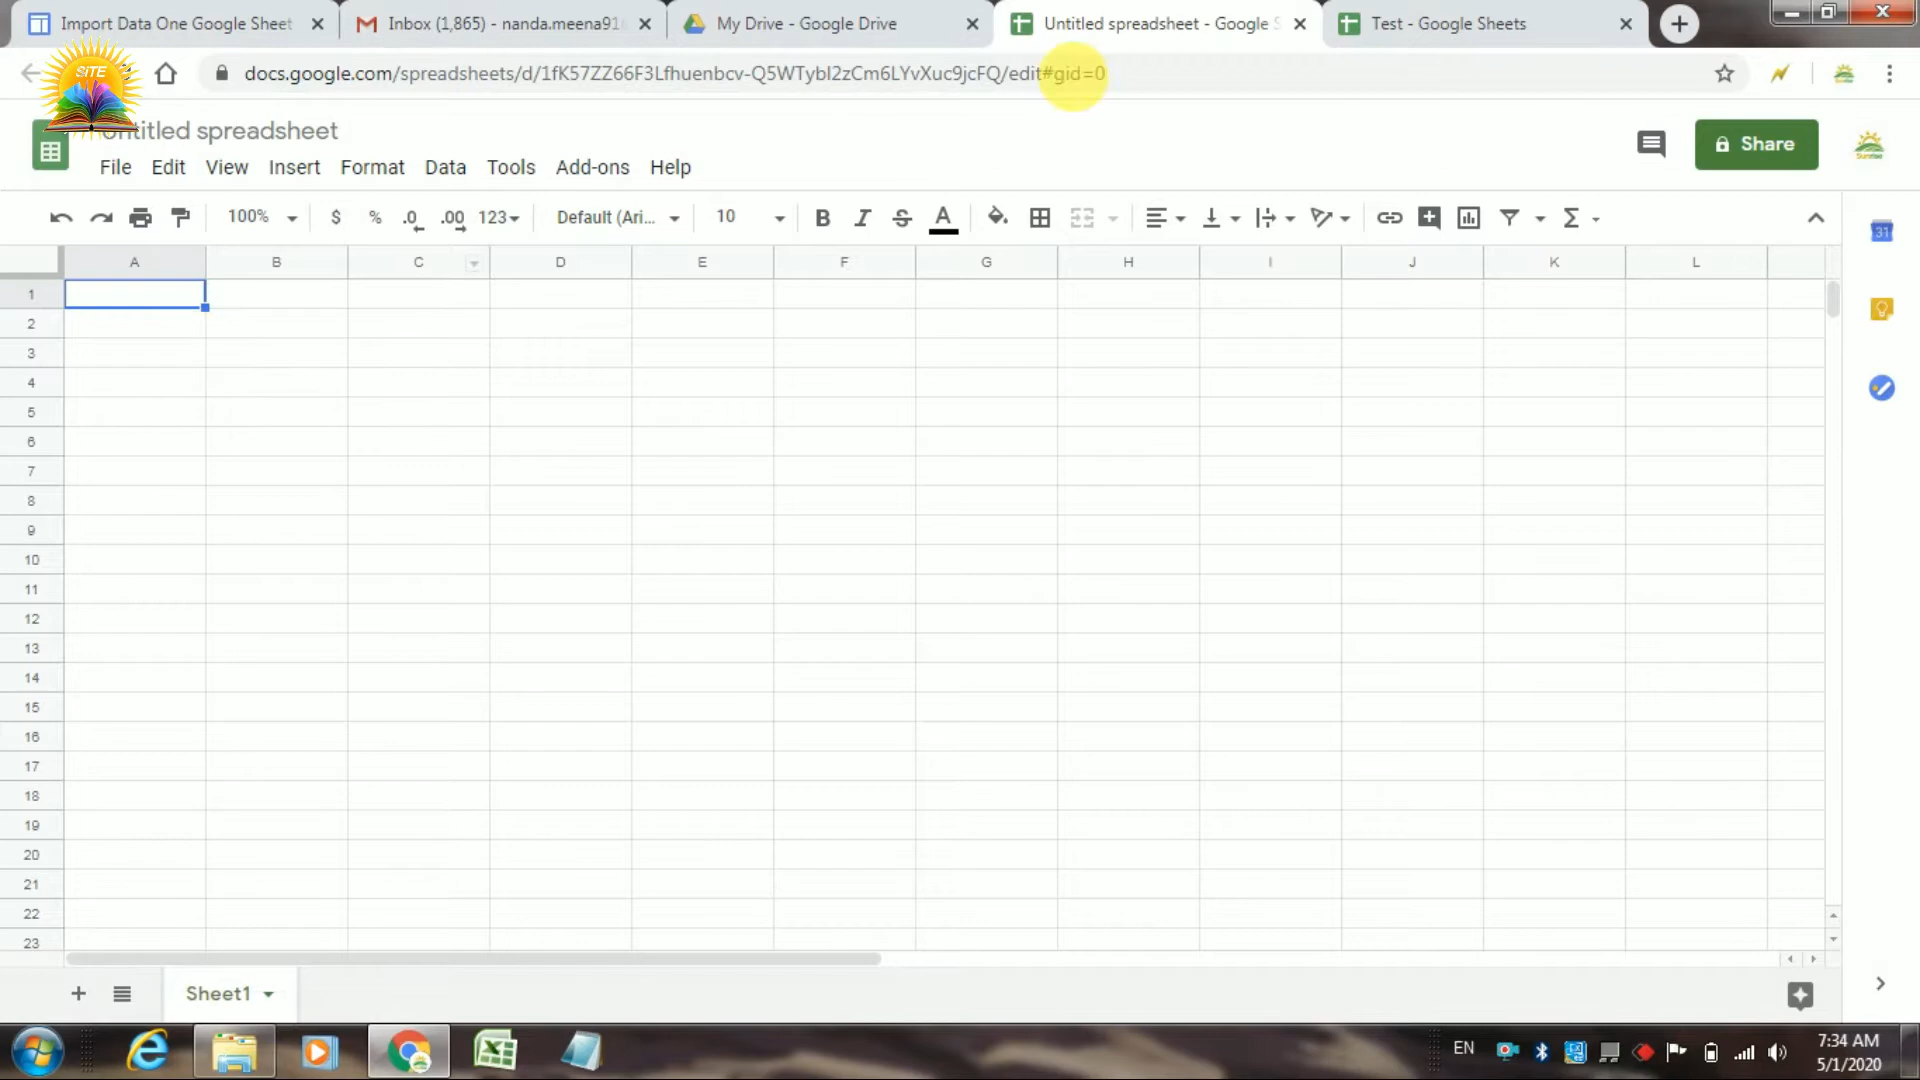 Import Data One Google Sheet
Inbox (1,865) - nanda.meena91
My Drive - Google Drive
Untitled spreadsheet - Google S
Test - Google Sheets
docs.google.com/spreadsheets/d/1fK57ZZ66F3Lfhuenbcv-Q5WTybI2zCm6LYvXuc9jcFQ/edit#gid=0
SITE
Untitled spreadsheet
File Edit View Insert Format Data Tools Add-ons Help
Share
100% $ % .0 .00 123 Default (Ari... 10 B I S A Σ
31
A B C D E F G H I J K L
1
2
3
4
5
6
7
8
9
10
11
12
13
14
15
16
17
18
19
20
21
22
23
+ Sheet1
EN
7:34 AM
5/1/2020